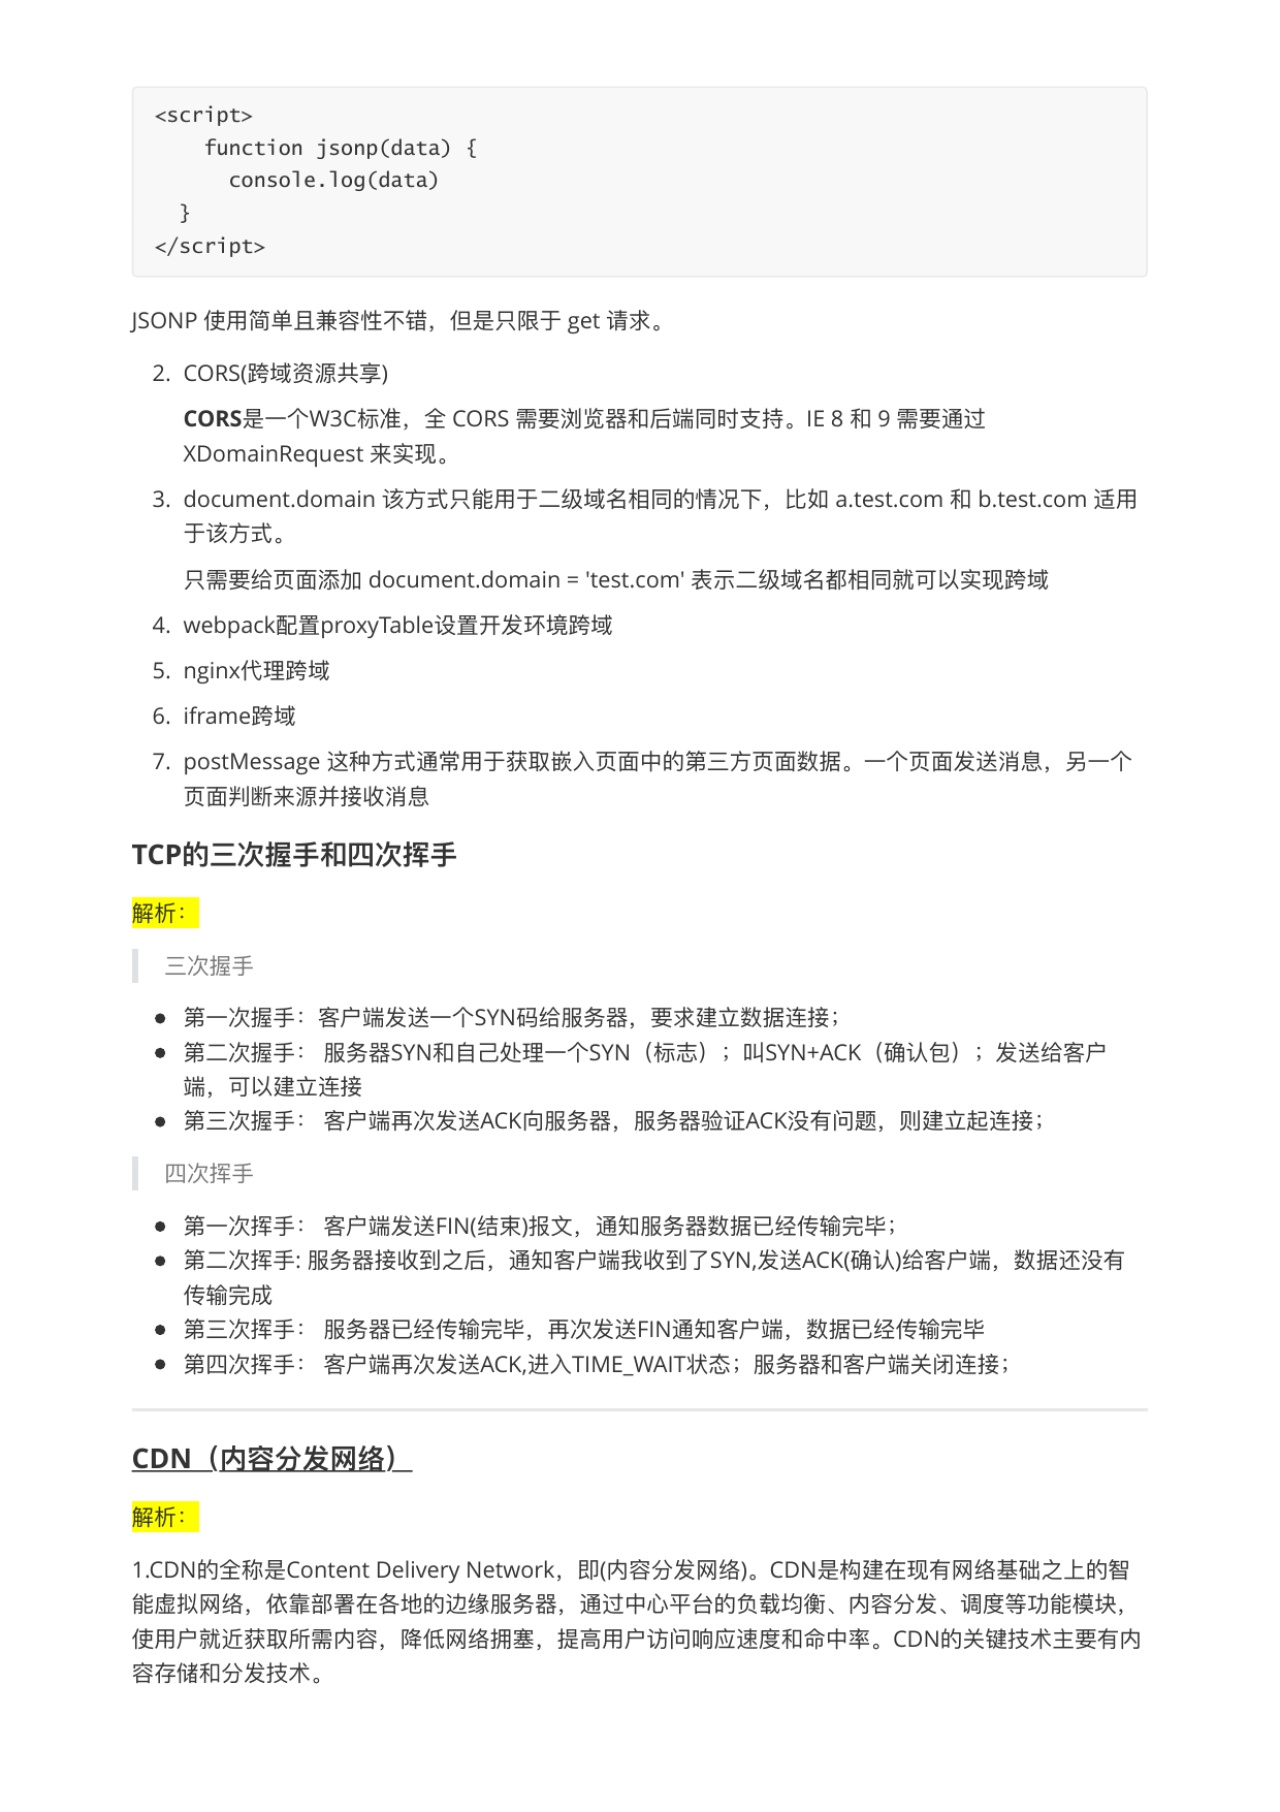 <script>
    function jsonp(data) {
      console.log(data)
  }
</script>
JSONP 使用简单且兼容性不错，但是只限于 get 请求。
2. CORS(跨域资源共享)
CORS是一个W3C标准，全 CORS 需要浏览器和后端同时支持。IE 8 和 9 需要通过
XDomainRequest 来实现。
3. document.domain 该方式只能用于二级域名相同的情况下，比如 a.test.com 和 b.test.com 适用
于该方式。
只需要给页面添加 document.domain = 'test.com' 表示二级域名都相同就可以实现跨域
4. webpack配置proxyTable设置开发环境跨域
5. nginx代理跨域
6. iframe跨域
7. postMessage 这种方式通常用于获取嵌入页面中的第三方页面数据。一个页面发送消息，另一个
页面判断来源并接收消息
TCP的三次握手和四次挥手
解析：
三次握手
● 第一次握手：客户端发送一个SYN码给服务器，要求建立数据连接；
● 第二次握手： 服务器SYN和自己处理一个SYN（标志）；叫SYN+ACK（确认包）；发送给客户
端，可以建立连接
● 第三次握手： 客户端再次发送ACK向服务器，服务器验证ACK没有问题，则建立起连接；
四次挥手
● 第一次挥手： 客户端发送FIN(结束)报文，通知服务器数据已经传输完毕；
● 第二次挥手: 服务器接收到之后，通知客户端我收到了SYN,发送ACK(确认)给客户端，数据还没有
传输完成
● 第三次挥手： 服务器已经传输完毕，再次发送FIN通知客户端，数据已经传输完毕
● 第四次挥手： 客户端再次发送ACK,进入TIME_WAIT状态；服务器和客户端关闭连接；
CDN（内容分发网络）
解析：
1.CDN的全称是Content Delivery Network，即(内容分发网络)。CDN是构建在现有网络基础之上的智
能虚拟网络，依靠部署在各地的边缘服务器，通过中心平台的负载均衡、内容分发、调度等功能模块，
使用户就近获取所需内容，降低网络拥塞，提高用户访问响应速度和命中率。CDN的关键技术主要有内
容存储和分发技术。